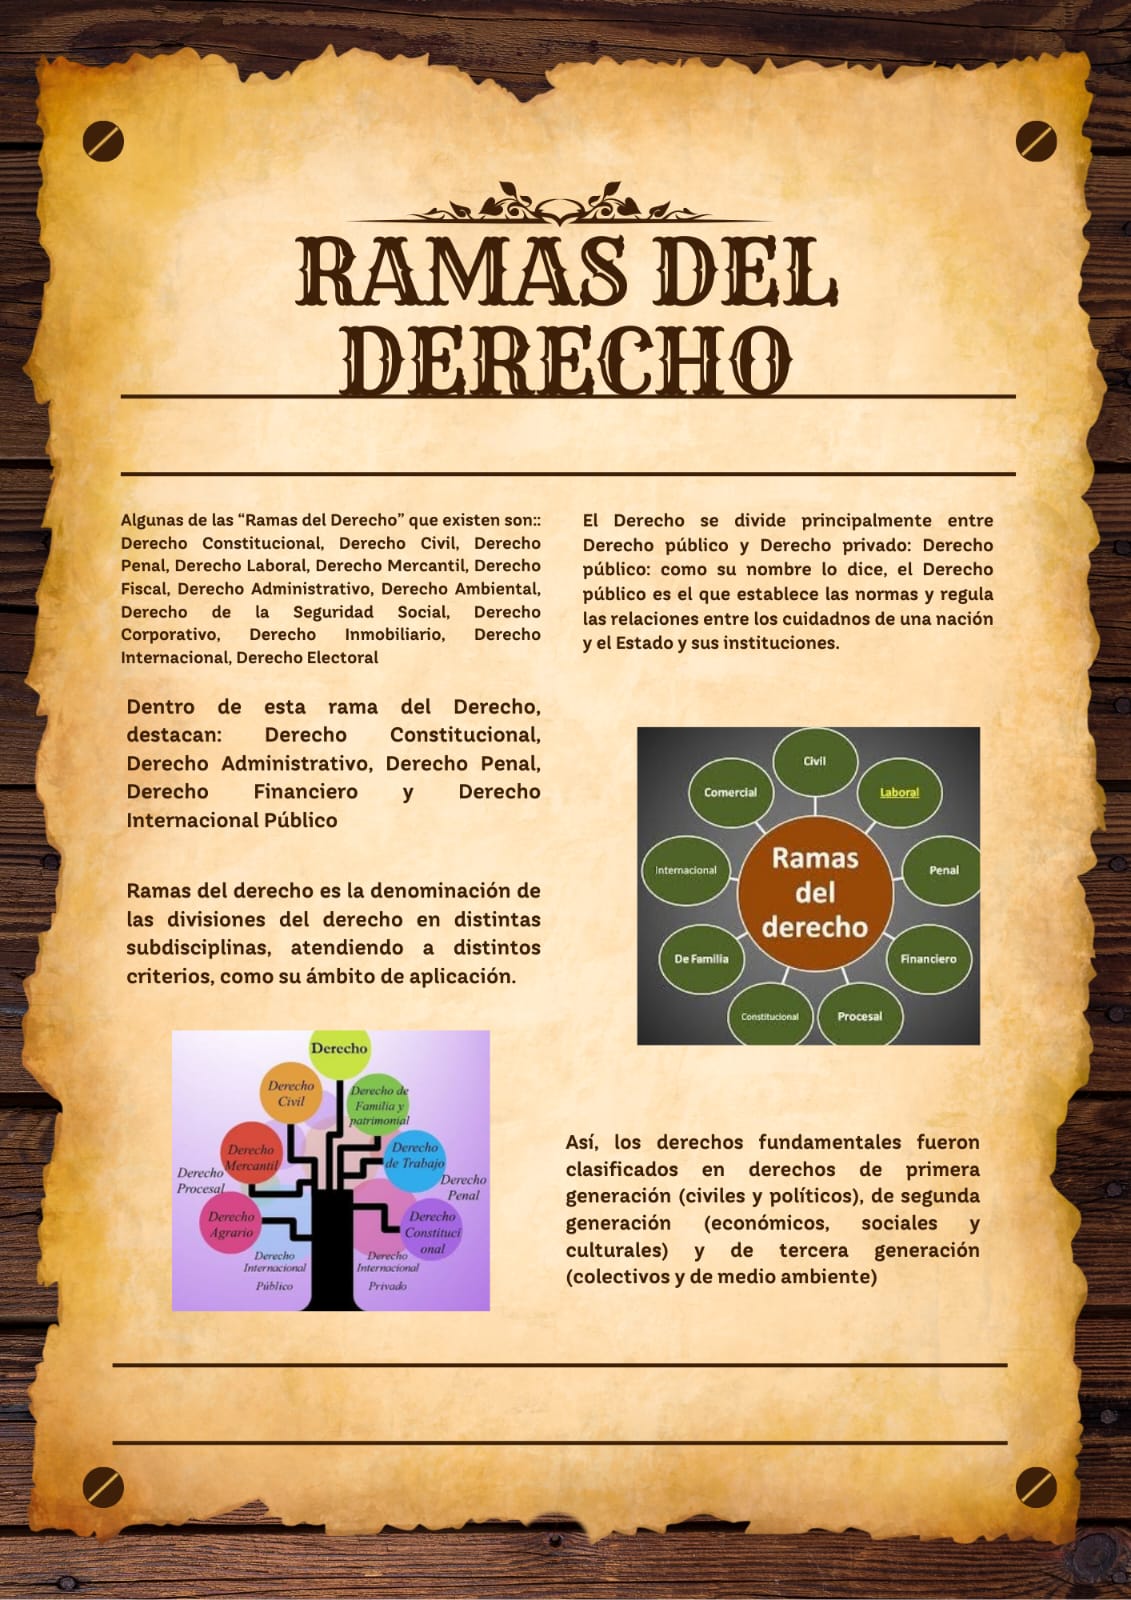 RAMAS DEL
DERECHO
Algunas de las “Ramas del Derecho” que existen son::
Derecho Constitucional, Derecho Civil, Derecho
Penal, Derecho Laboral, Derecho Mercantil, Derecho
Fiscal, Derecho Administrativo, Derecho Ambiental,
Derecho de la Seguridad Social, Derecho
Corporativo, Derecho Inmobiliario, Derecho
Internacional, Derecho Electoral
Dentro de esta rama del Derecho,
destacan: Derecho Constitucional,
Derecho Administrativo, Derecho Penal,
Derecho Financiero y Derecho
Internacional Público
Ramas del derecho es la denominación de
las divisiones del derecho en distintas
subdisciplinas, atendiendo a distintos
criterios, como su ámbito de aplicación.
Derecho
Derecho
Civil
Derecho de
Familia y
patrimonial
Derecho
Mercantil
Derecho
de Trabajo
Derecho
Procesal
Derecho
Penal
Derecho
Agrario
Derecho
Constituci
onal
Derecho
Internacional
Público
Derecho
Internacional
Privado
El Derecho se divide principalmente entre
Derecho público y Derecho privado: Derecho
público: como su nombre lo dice, el Derecho
público es el que establece las normas y regula
las relaciones entre los cuidadnos de una nación
y el Estado y sus instituciones.
Civil
Comercial
Laboral
Internacional
Ramas
del
derecho
Penal
De Familia
Financiero
Constitucional
Procesal
Así, los derechos fundamentales fueron
clasificados en derechos de primera
generación (civiles y políticos), de segunda
generación (económicos, sociales y
culturales) y de tercera generación
(colectivos y de medio ambiente)